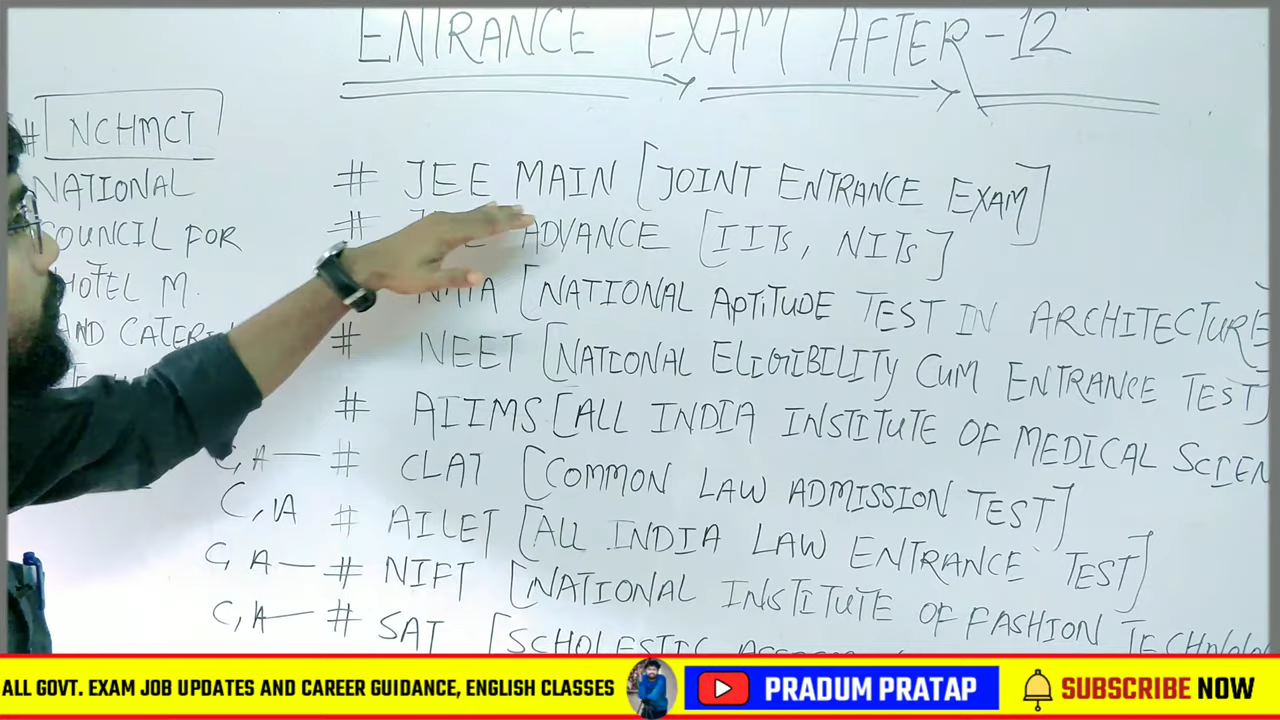 ENTRANCE EXAM AFTER-12th
# NCHMCT
NATIONAL
COUNCIL FOR
HOTEL M.
AND
# JEE MAIN [JOINT ENTRANCE EXAM]
# ADVANCE [IITs, NITs]
NATA [NATIONAL APTITUDE TEST IN ARCHITECTURE
# NEET [NATIONAL ELIGIBILITY CUM ENTRANCE TEST]
# AIIMS [ALL INDIA INSTITUTE OF MEDICAL SCIEN
C, A — # CLAT [COMMON LAW ADMISSION TEST]
C, A # AILET [ALL INDIA LAW ENTRANCE TEST]
C, A — # NIFT [NATIONAL INSTITUTE OF FASHION TECHNOLO
C, A — # SAT [SCHOLESTIC
ALL GOVT. EXAM JOB UPDATES AND CAREER GUIDANCE, ENGLISH CLASSES PRADUM PRATAP SUBSCRIBE NOW